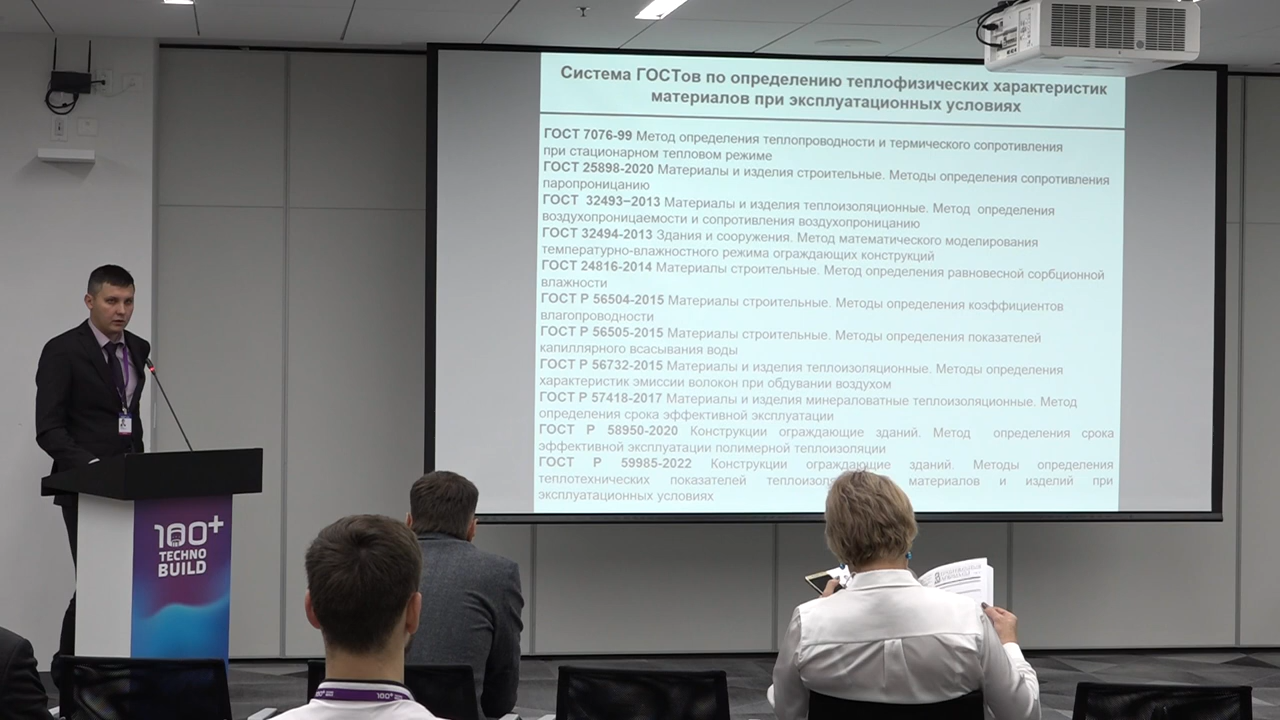 Система ГОСТов по определению теплофизических характеристик
материалов при эксплуатационных условиях
ГОСТ 7076-99 Метод определения теплопроводности и термического сопротивления
при стационарном тепловом режиме
ГОСТ 25898-2020 Материалы и изделия строительные. Методы определения сопротивления
паропроницанию
ГОСТ 32493–2013 Материалы и изделия теплоизоляционные. Метод определения
воздухопроницаемости и сопротивления воздухопроницанию
ГОСТ 32494-2013 Здания и сооружения. Метод математического моделирования
температурно-влажностного режима ограждающих конструкций
ГОСТ 24816-2014 Материалы строительные. Метод определения равновесной сорбционной
влажности
ГОСТ Р 56504-2015 Материалы строительные. Методы определения коэффициентов
влагопроводности
ГОСТ Р 56505-2015 Материалы строительные. Методы определения показателей
капиллярного всасывания воды
ГОСТ Р 56732-2015 Материалы и изделия теплоизоляционные. Методы определения
характеристик эмиссии волокон при обдувании воздухом
ГОСТ Р 57418-2017 Материалы и изделия минераловатные теплоизоляционные. Метод
определения срока эффективной эксплуатации
ГОСТ Р 58950-2020 Конструкции ограждающие зданий. Метод определения срока
эффективной эксплуатации полимерной теплоизоляции
ГОСТ Р 59985-2022 Конструкции ограждающие зданий. Методы определения
теплотехнических показателей теплоизоля материалов и изделий при
эксплуатационных условиях
100+
TECHNO
BUILD
100+